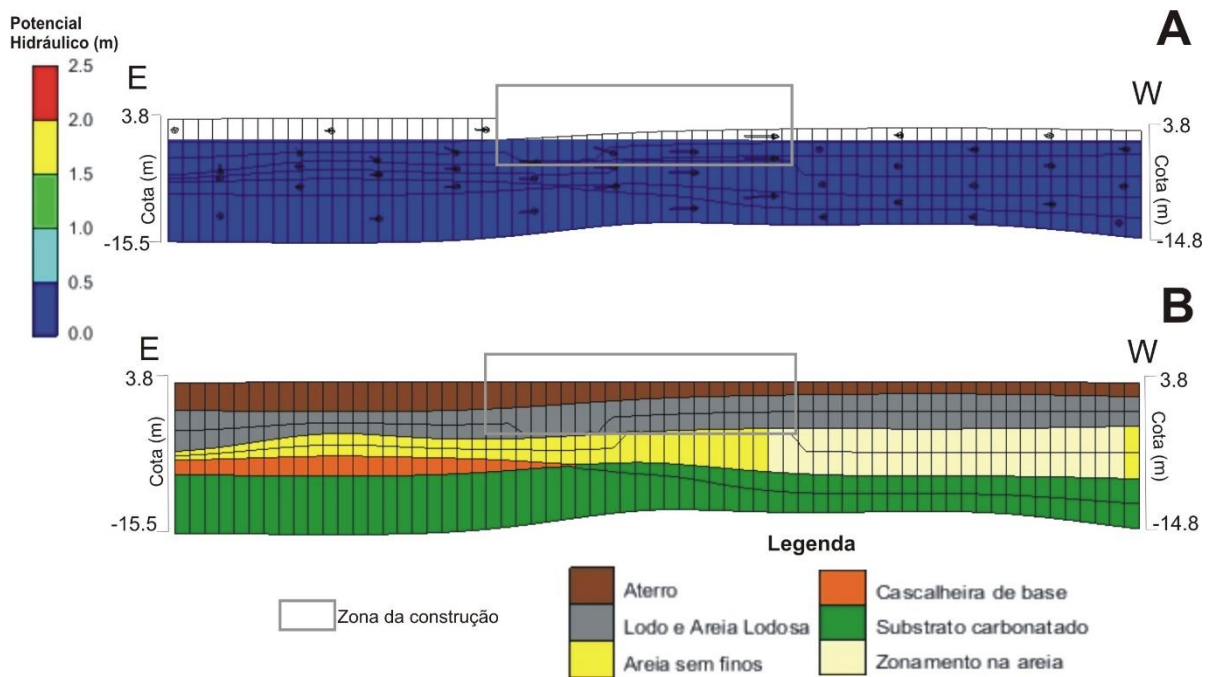 Potencial
Hidráulico (m)
2.5
2.0
1.5
1.0
0.5
0.0
A
E
W
3.8
3.8
Cota (m)
Cota (m)
-15.5
-14.8
B
E
W
3.8
3.8
Cota (m)
Cota (m)
-15.5
-14.8
Legenda
Zona da construção
Aterro
Lodo e Areia Lodosa
Areia sem finos
Cascalheira de base
Substrato carbonatado
Zonamento na areia